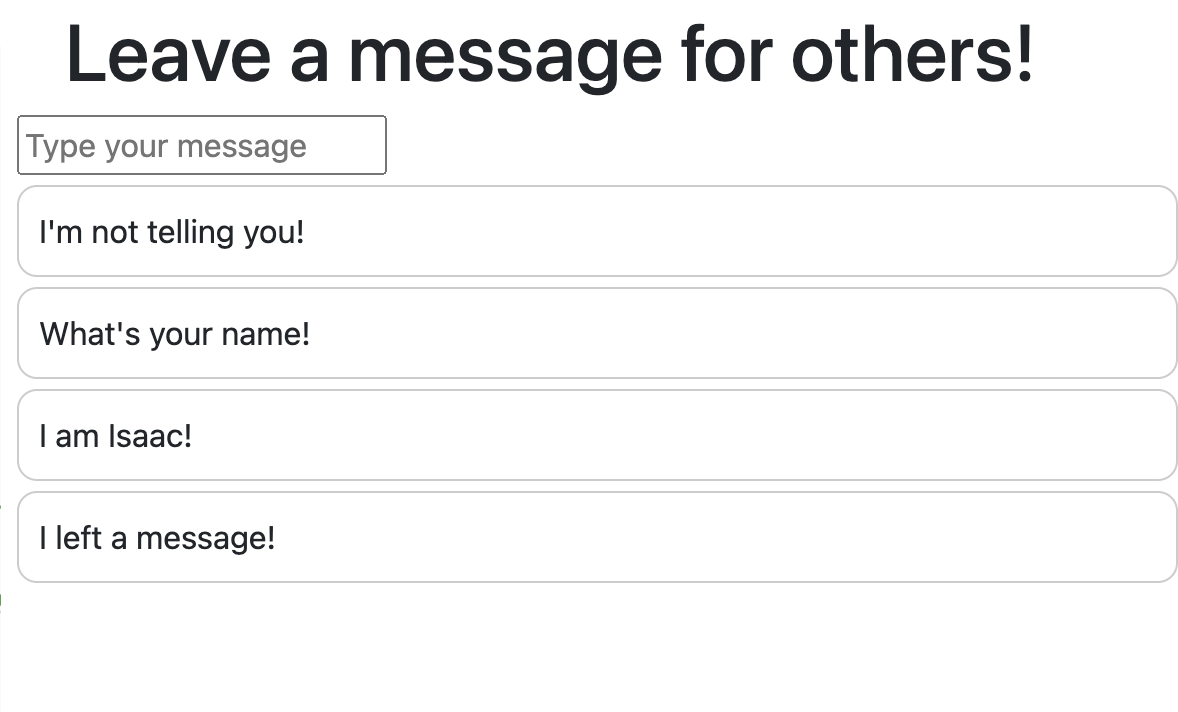 Leave a message for others!
Type your message
I'm not telling you!
What's your name!
I am Isaac!
I left a message!